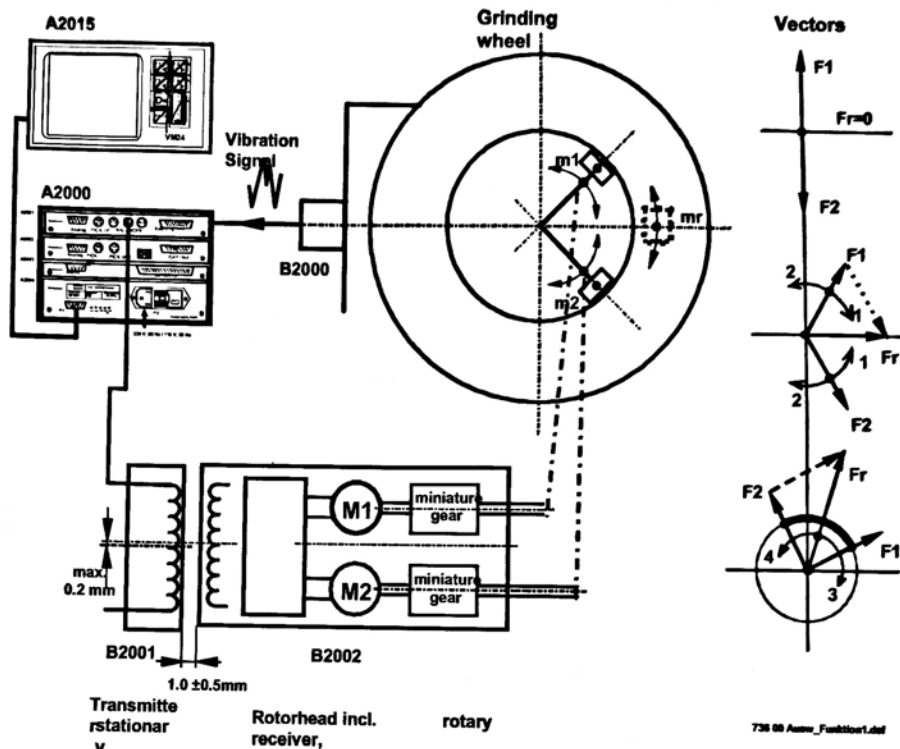 A2015
Grinding
wheel
Vectors
F1
Fr=0
F2
VM24
Vibration
Signal
A2000
B2000
m1
mr
m2
2
F1
1
Fr
1
2
F2
M1
miniature
gear
M2
miniature
gear
max.
0.2 mm
F2
Fr
F1
4
3
B2001
B2002
1.0 ±0.5mm
Transmitte
rstationar
y
Rotorhead incl.
receiver,
rotary